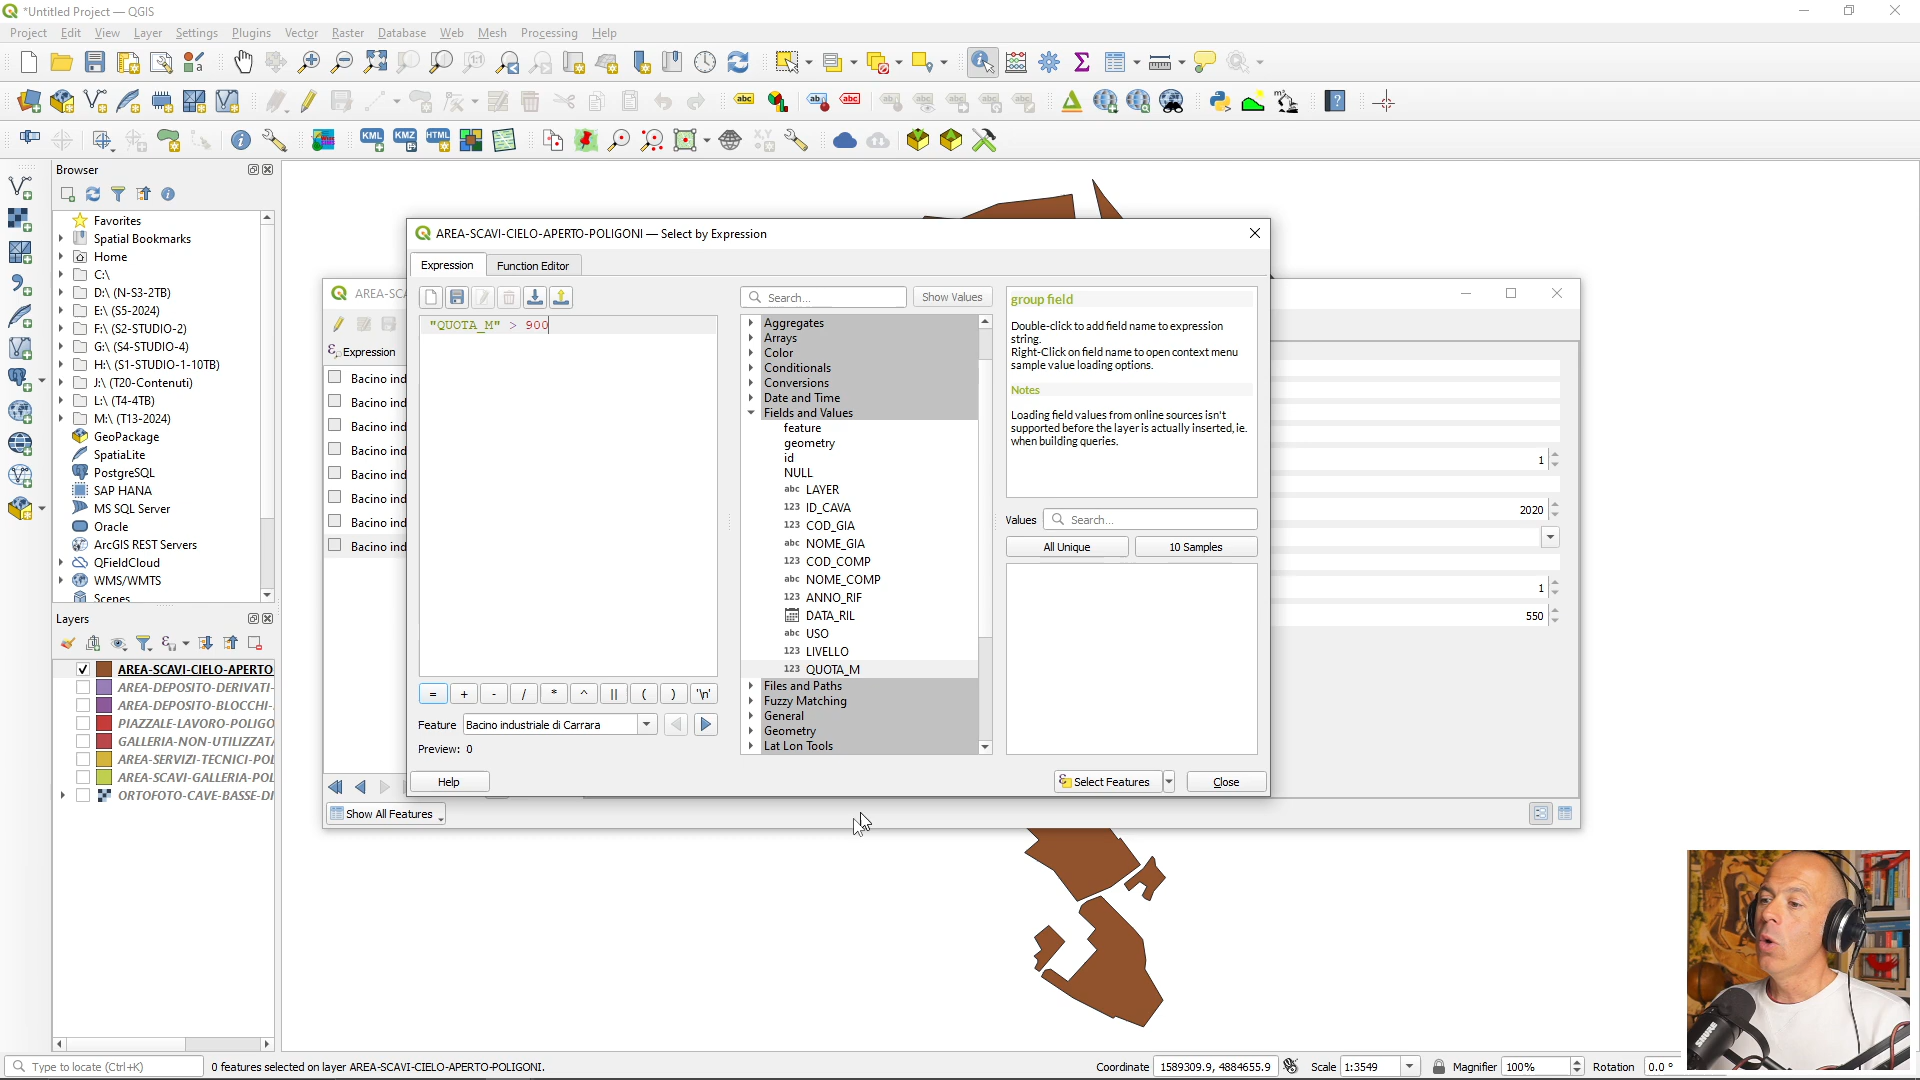 *Untitled Project — QGIS
Project Edit View Layer Settings Plugins Vector Raster Database Web Mesh Processing Help
Browser
Favorites
Spatial Bookmarks
Home
C:\
D:\ (N-S3-2TB)
E:\ (S5-2024)
F:\ (S2-STUDIO-2)
G:\ (S4-STUDIO-4)
H:\ (S1-STUDIO-1-10TB)
J:\ (T20-Contenuti)
L:\ (T4-4TB)
M:\ (T13-2024)
GeoPackage
SpatiaLite
PostgreSQL
SAP HANA
MS SQL Server
Oracle
ArcGIS REST Servers
QFieldCloud
WMS/WMTS
Scenes
Layers
AREA-SCAVI-CIELO-APERTO
AREA-DEPOSITO-DERIVATI-
AREA-DEPOSITO-BLOCCHI-
PIAZZALE-LAVORO-POLIGO
GALLERIA-NON-UTILIZZATA
AREA-SERVIZI-TECNICI-POL
AREA-SCAVI-GALLERIA-POL
ORTOFOTO-CAVE-BASSE-DI
AREA-SC
Expression
Bacino ind
Bacino ind
Bacino ind
Bacino ind
Bacino ind
Bacino ind
Bacino ind
Bacino ind
Show All Features
1
2020
1
550
AREA-SCAVI-CIELO-APERTO-POLIGONI — Select by Expression
Expression Function Editor
"QUOTA_M" > 900
= + - / * ^ || ( ) '\n'
Feature Bacino industriale di Carrara
Preview: 0
Help
Search... Show Values
Aggregates
Arrays
Color
Conditionals
Conversions
Date and Time
Fields and Values
feature
geometry
id
NULL
abc LAYER
123 ID_CAVA
123 COD_GIA
abc NOME_GIA
123 COD_COMP
abc NOME_COMP
123 ANNO_RIF
DATA_RIL
abc USO
123 LIVELLO
123 QUOTA_M
Files and Paths
Fuzzy Matching
General
Geometry
Lat Lon Tools
group field
Double-click to add field name to expression
string.
Right-Click on field name to open context menu
sample value loading options.
Notes
Loading field values from online sources isn't
supported before the layer is actually inserted, ie.
when building queries.
Values Search...
All Unique 10 Samples
Select Features Close
Type to locate (Ctrl+K) 0 features selected on layer AREA-SCAVI-CIELO-APERTO-POLIGONI. Coordinate 1589309.9, 4884655.9 Scale 1:3549 Magnifier 100% Rotation 0.0 °